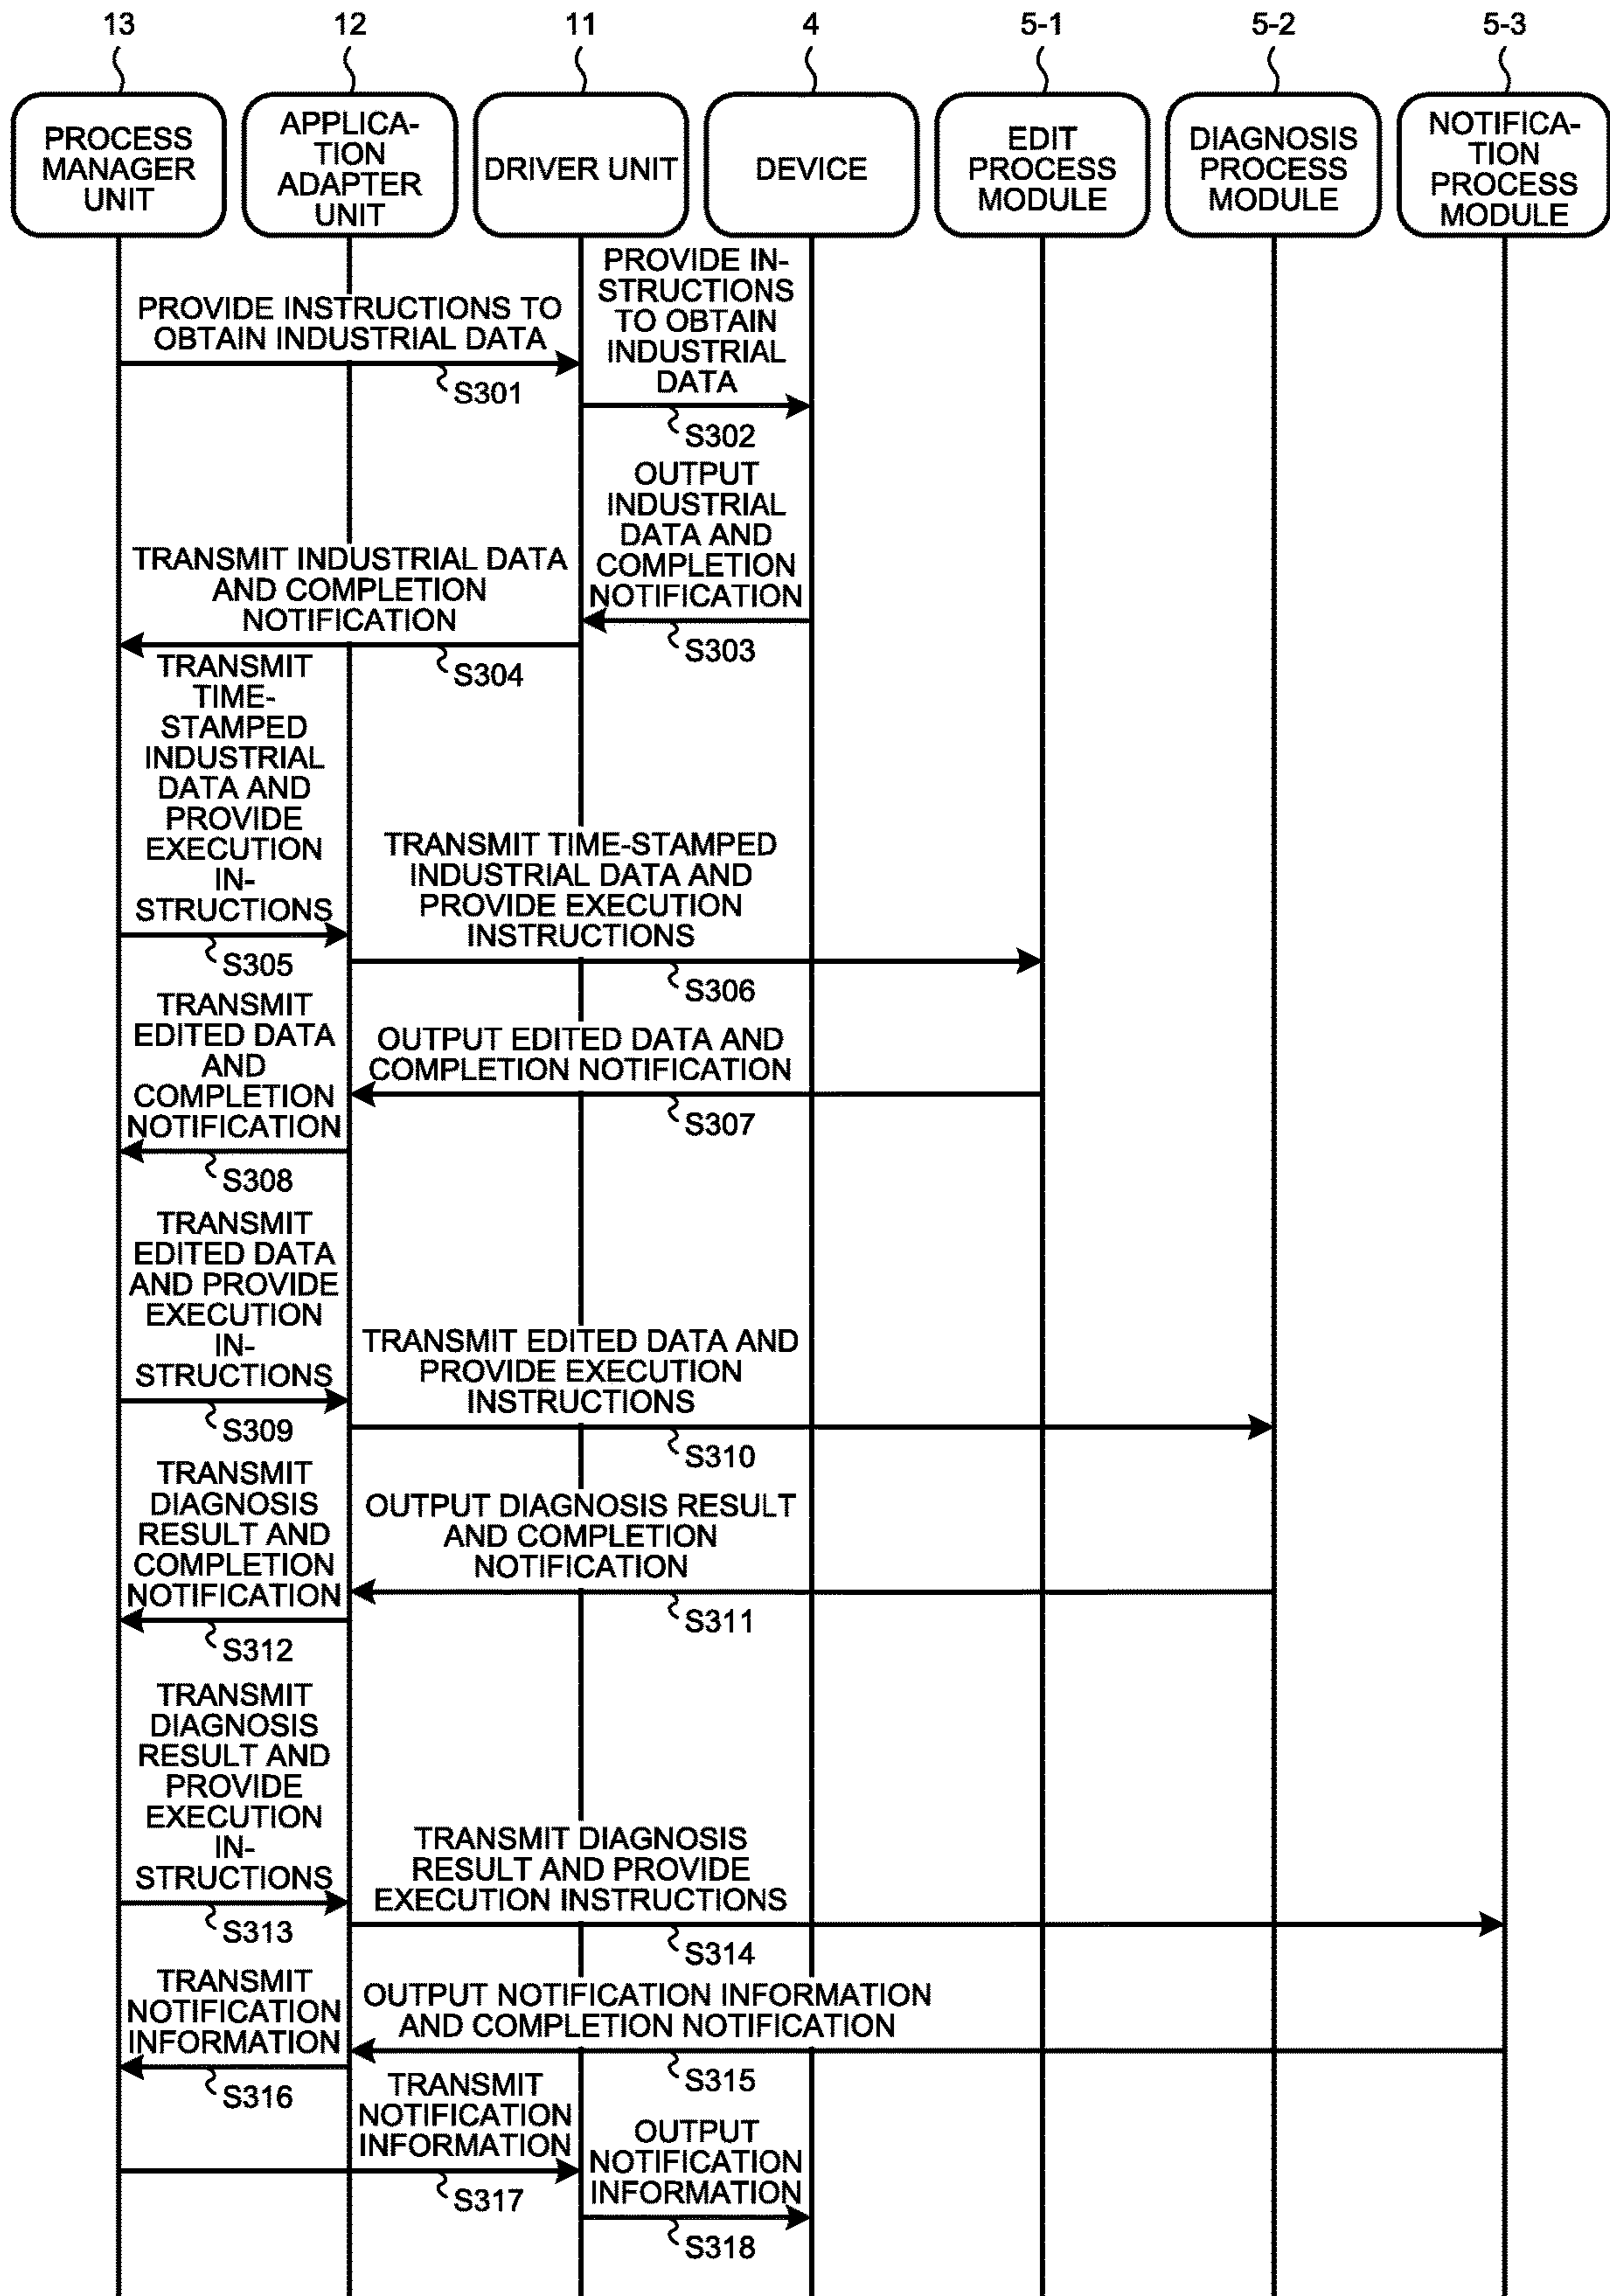 13
12
11
4
5-1
5-2
5-3
PROCESS
MANAGER
UNIT
APPLICA-
TION
ADAPTER
UNIT
DRIVER UNIT
DEVICE
EDIT
PROCESS
MODULE
DIAGNOSIS
PROCESS
MODULE
NOTIFICA-
TION
PROCESS
MODULE
PROVIDE INSTRUCTIONS TO
OBTAIN INDUSTRIAL DATA
S301
PROVIDE IN-
STRUCTIONS
TO OBTAIN
INDUSTRIAL
DATA
S302
OUTPUT
INDUSTRIAL
DATA AND
COMPLETION
NOTIFICATION
S303
TRANSMIT INDUSTRIAL DATA
AND COMPLETION
NOTIFICATION
S304
TRANSMIT
TIME-
STAMPED
INDUSTRIAL
DATA AND
PROVIDE
EXECUTION
IN-
STRUCTIONS
S305
TRANSMIT TIME-STAMPED
INDUSTRIAL DATA AND
PROVIDE EXECUTION
INSTRUCTIONS
S306
OUTPUT EDITED DATA AND
COMPLETION NOTIFICATION
S307
TRANSMIT
EDITED DATA
AND
COMPLETION
NOTIFICATION
S308
TRANSMIT
EDITED DATA
AND PROVIDE
EXECUTION
IN-
STRUCTIONS
S309
TRANSMIT EDITED DATA AND
PROVIDE EXECUTION
INSTRUCTIONS
S310
OUTPUT DIAGNOSIS RESULT
AND COMPLETION
NOTIFICATION
S311
TRANSMIT
DIAGNOSIS
RESULT AND
COMPLETION
NOTIFICATION
S312
TRANSMIT
DIAGNOSIS
RESULT AND
PROVIDE
EXECUTION
IN-
STRUCTIONS
S313
TRANSMIT DIAGNOSIS
RESULT AND PROVIDE
EXECUTION INSTRUCTIONS
S314
OUTPUT NOTIFICATION INFORMATION
AND COMPLETION NOTIFICATION
S315
TRANSMIT
NOTIFICATION
INFORMATION
S316
TRANSMIT
NOTIFICATION
INFORMATION
S317
OUTPUT
NOTIFICATION
INFORMATION
S318